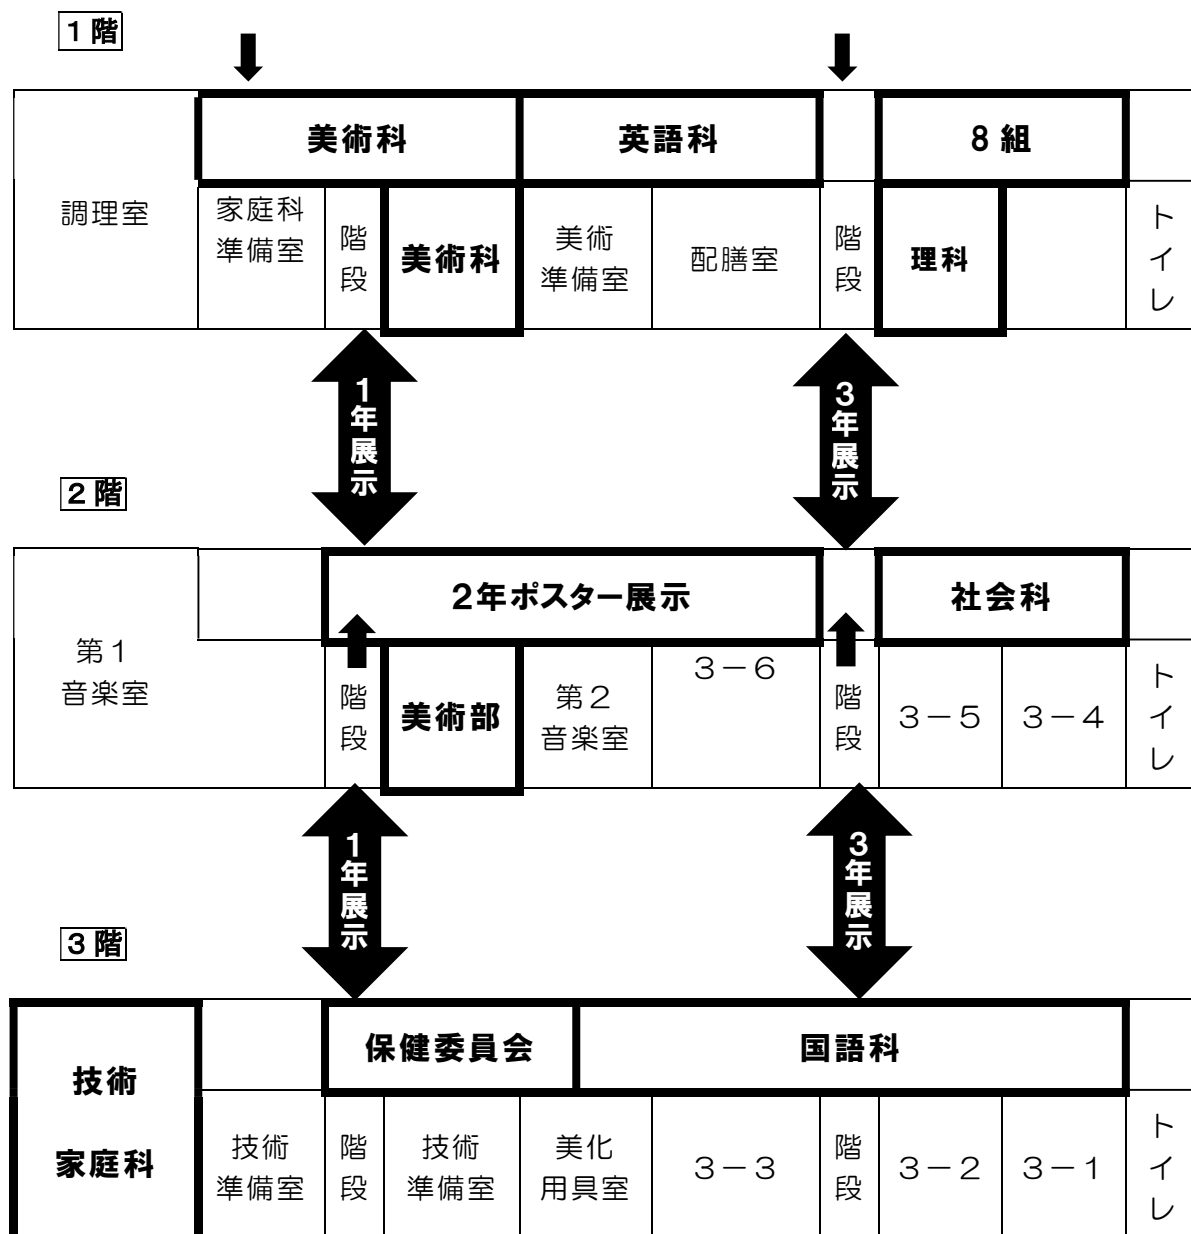 1階
美術科
英語科
8組
調理室
家庭科
準備室
階段
美術科
美術
準備室
配膳室
階段
理科
トイレ
1年展示
3年展示
2階
2年ポスター展示
社会科
第1
音楽室
階段
美術部
第2
音楽室
3-6
階段
3-5
3-4
トイレ
1年展示
3年展示
3階
保健委員会
国語科
技術
家庭科
技術
準備室
階段
技術
準備室
美化
用具室
3-3
階段
3-2
3-1
トイレ